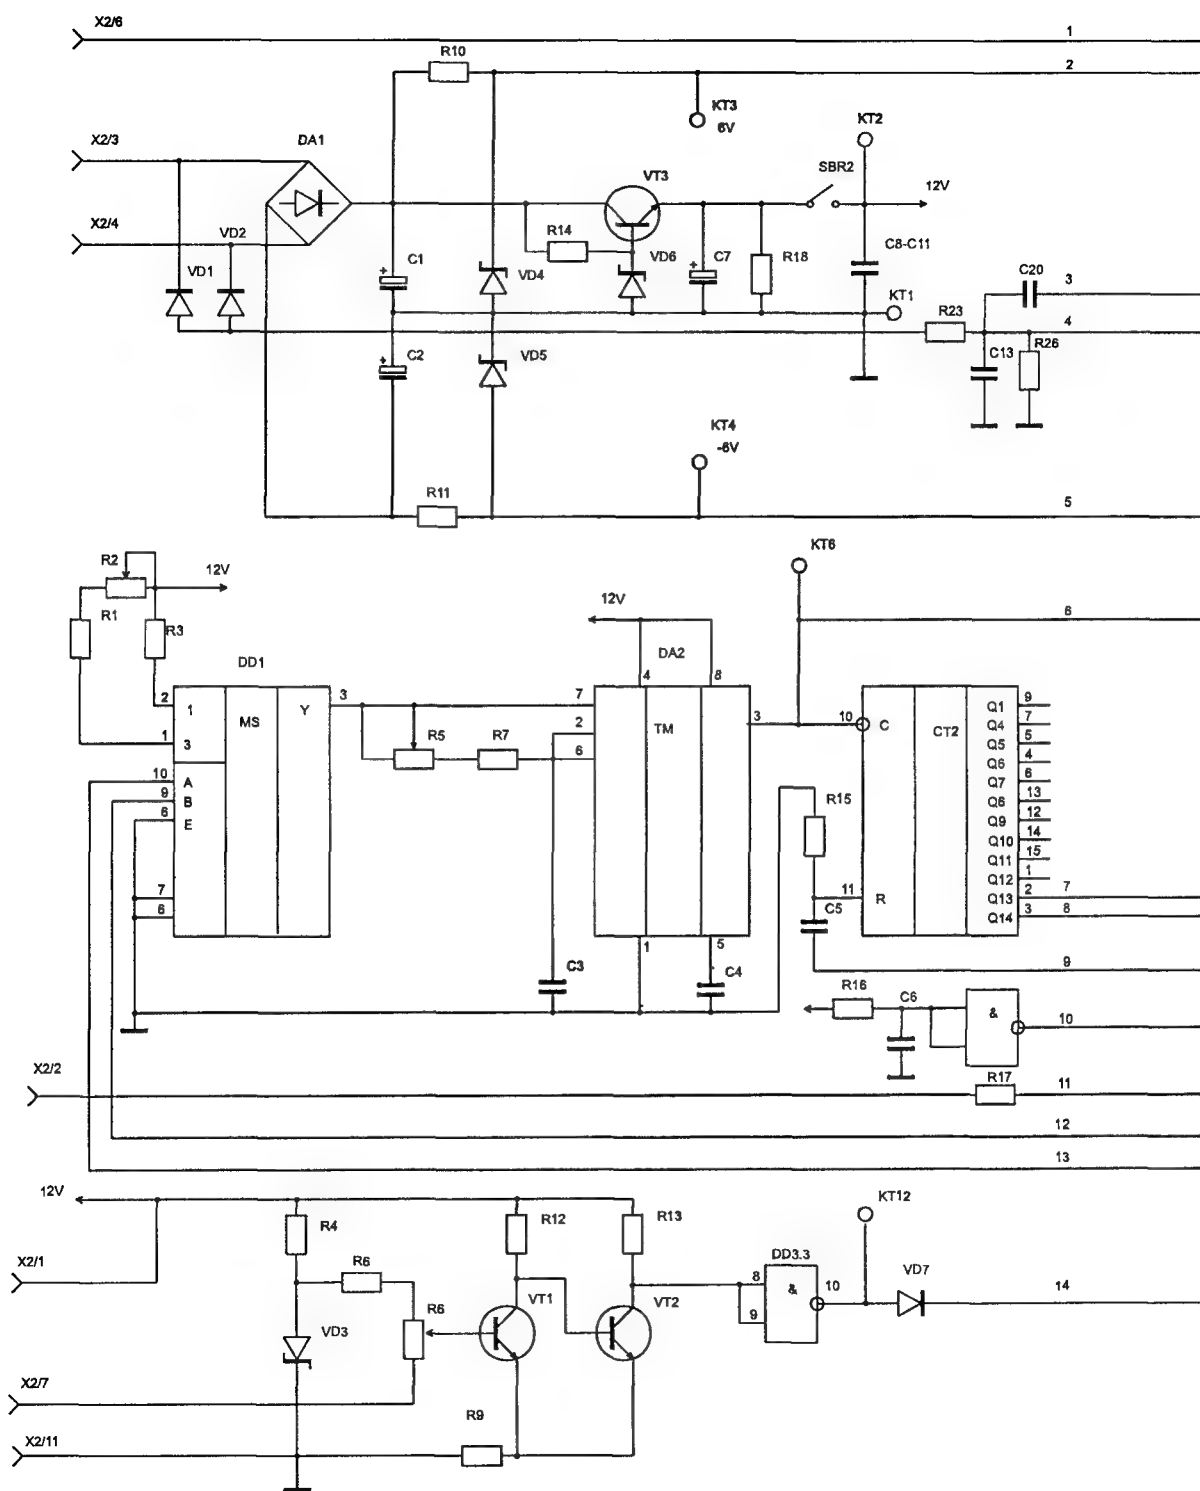 X2/6
1
R10
2
KT3
6V
KT2
X2/3
DA1
SBR2
VT3
12V
X2/4
VD2
R14
VD1
C1
VD4
VD6
C7
R18
C8-C11
C20
3
KT1
R23
4
C2
VD5
C13
R26
KT4
-6V
R11
5
KT6
R2
12V
12V
6
R1
R3
DA2
DD1
4
8
2
1
MS
Y
3
7
2
TM
3
10
C
CT2
Q1
9
Q4
7
1
3
R5
R7
6
Q5
5
Q6
4
10
A
Q7
6
9
B
R15
Q8
13
6
E
Q9
12
Q10
14
Q11
15
Q12
1
7
11
R
Q13
2
7
6
C5
Q14
3
8
1
5
C3
C4
9
R16
C6
&
10
X2/2
R17
11
12
13
12V
KT12
R4
R12
R13
DD3.3
X2/1
R6
8
&
10
VD7
14
VT1
VT2
R6
VD3
9
X2/7
R9
X2/11